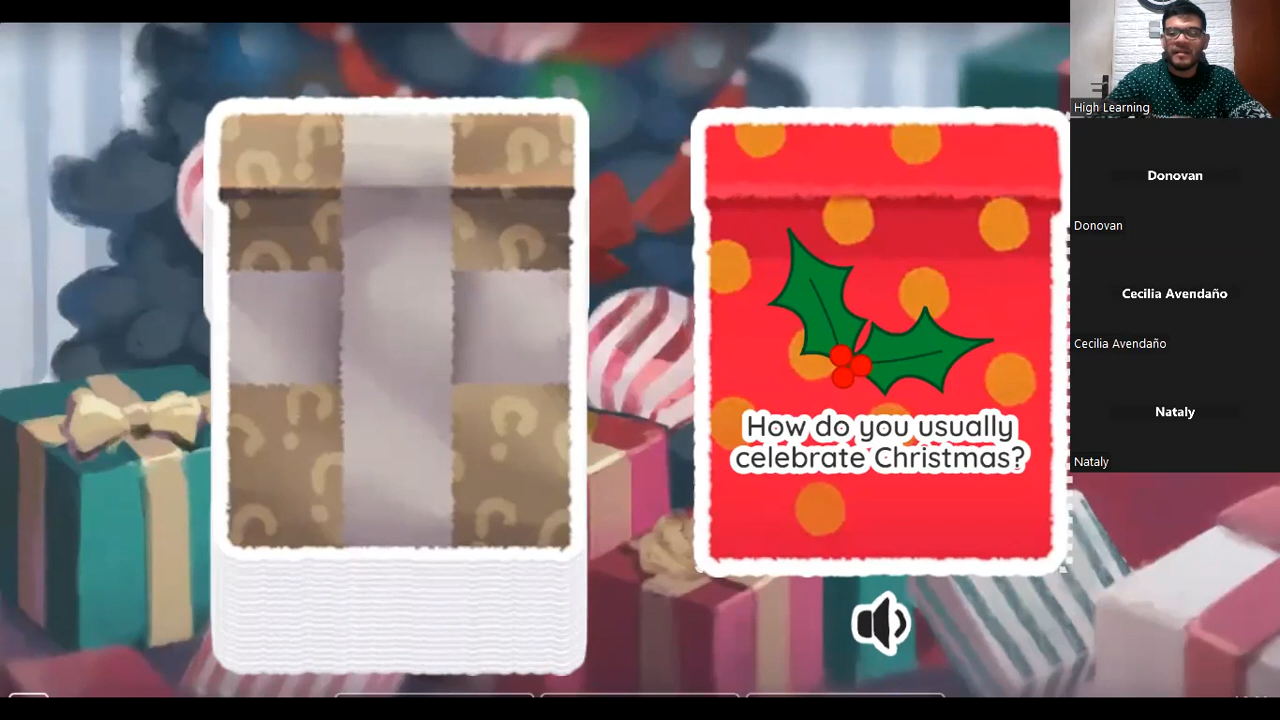 How do you usually
celebrate Christmas?
High Learning
Donovan
Donovan
Cecilia Avendaño
Cecilia Avendaño
Nataly
Nataly